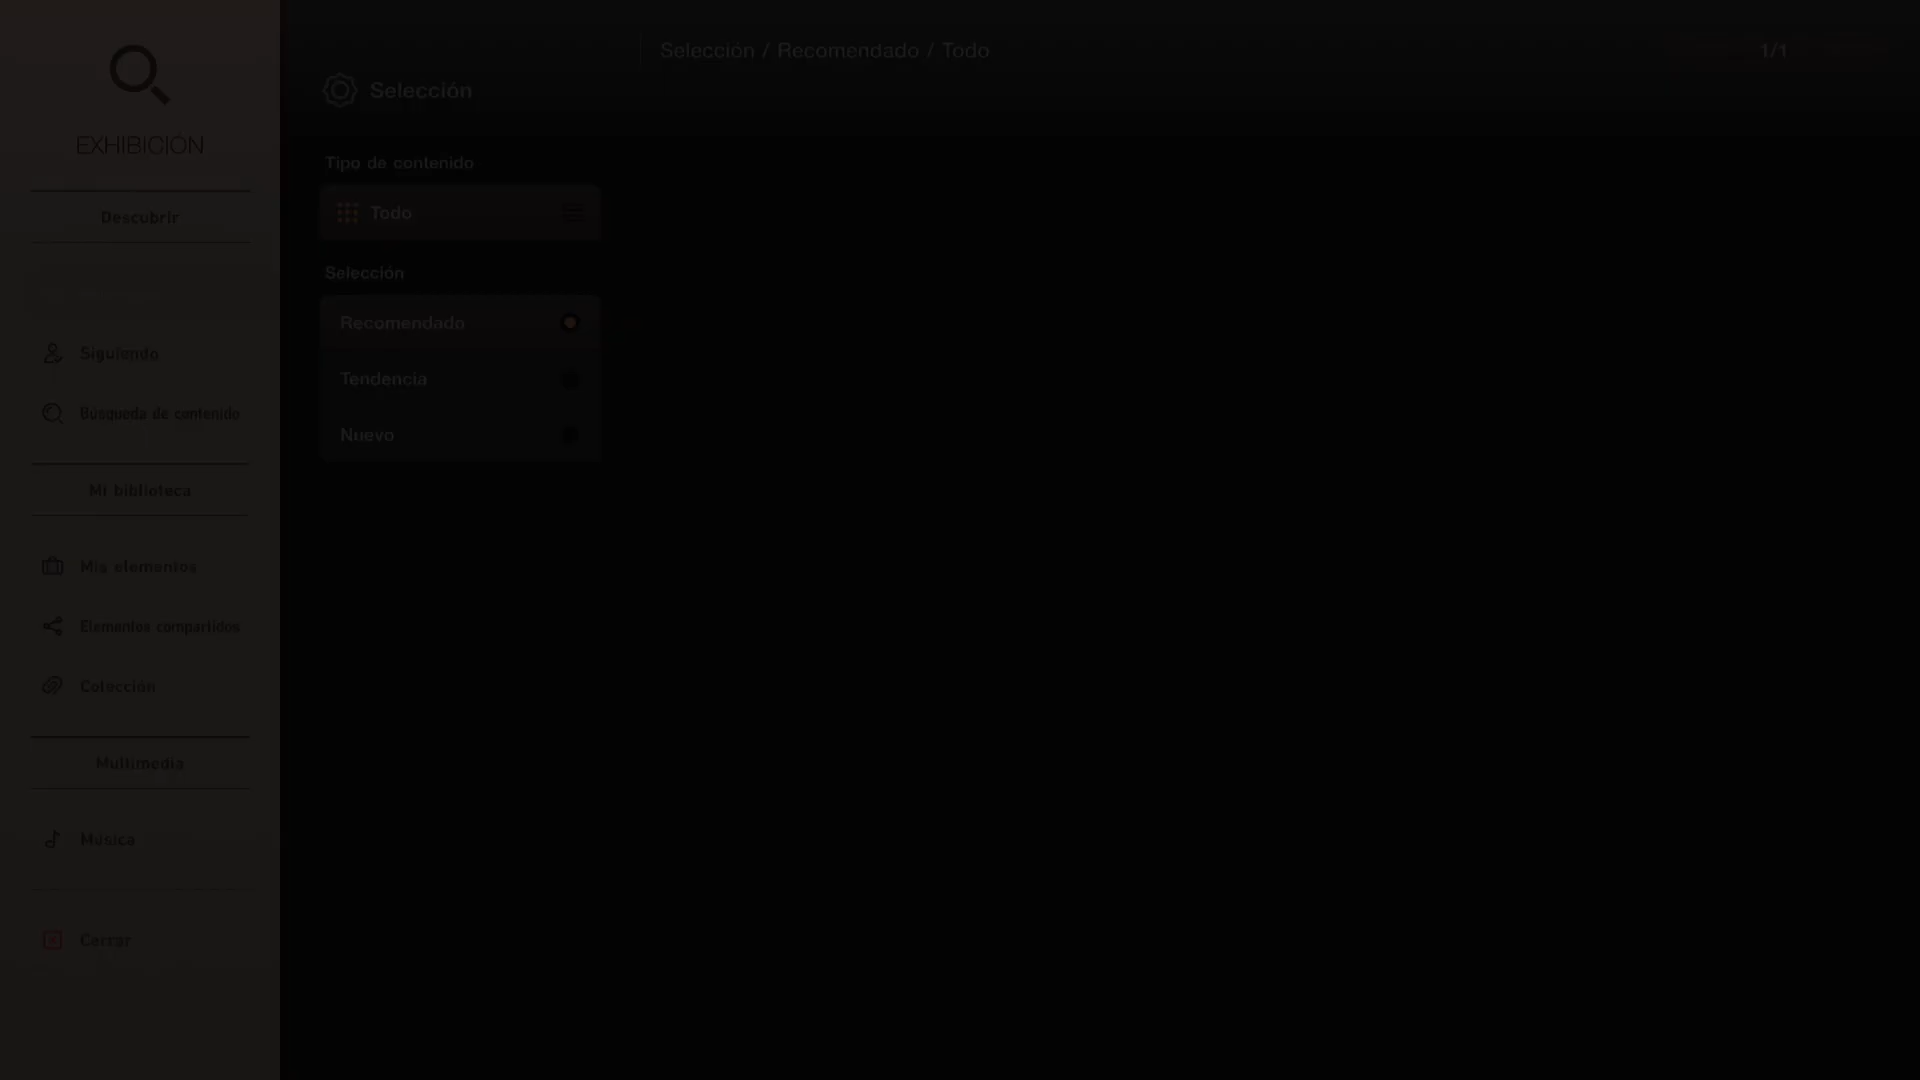 EXHIBICIÓN
Descubrir
Siguiendo
Búsqueda de contenido
Mi biblioteca
Mis elementos
Elementos compartidos
Colección
Multimedia
Música
Cerrar
Selección / Recomendado / Todo
1/1
Selección
Tipo de contenido
Todo
Selección
Recomendado
Tendencia
Nuevo